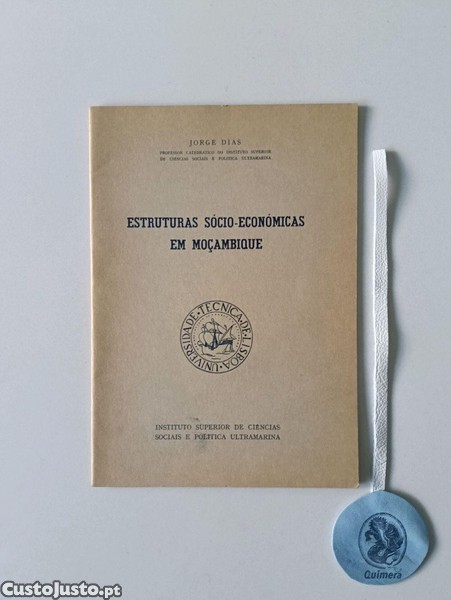 JORGE DIAS
PROFESSOR CATEDRÁTICO DO INSTITUTO SUPERIOR
DE CIÊNCIAS SOCIAIS E POLÍTICA ULTRAMARINA
ESTRUTURAS SÓCIO-ECONÓMICAS
EM MOÇAMBIQUE
UNIVERSIDADE·TÉCNICA·DE·LISBOA
INSTITUTO SUPERIOR DE CIÊNCIAS
SOCIAIS E POLÍTICA ULTRAMARINA
Quimera
CustoJusto.pt